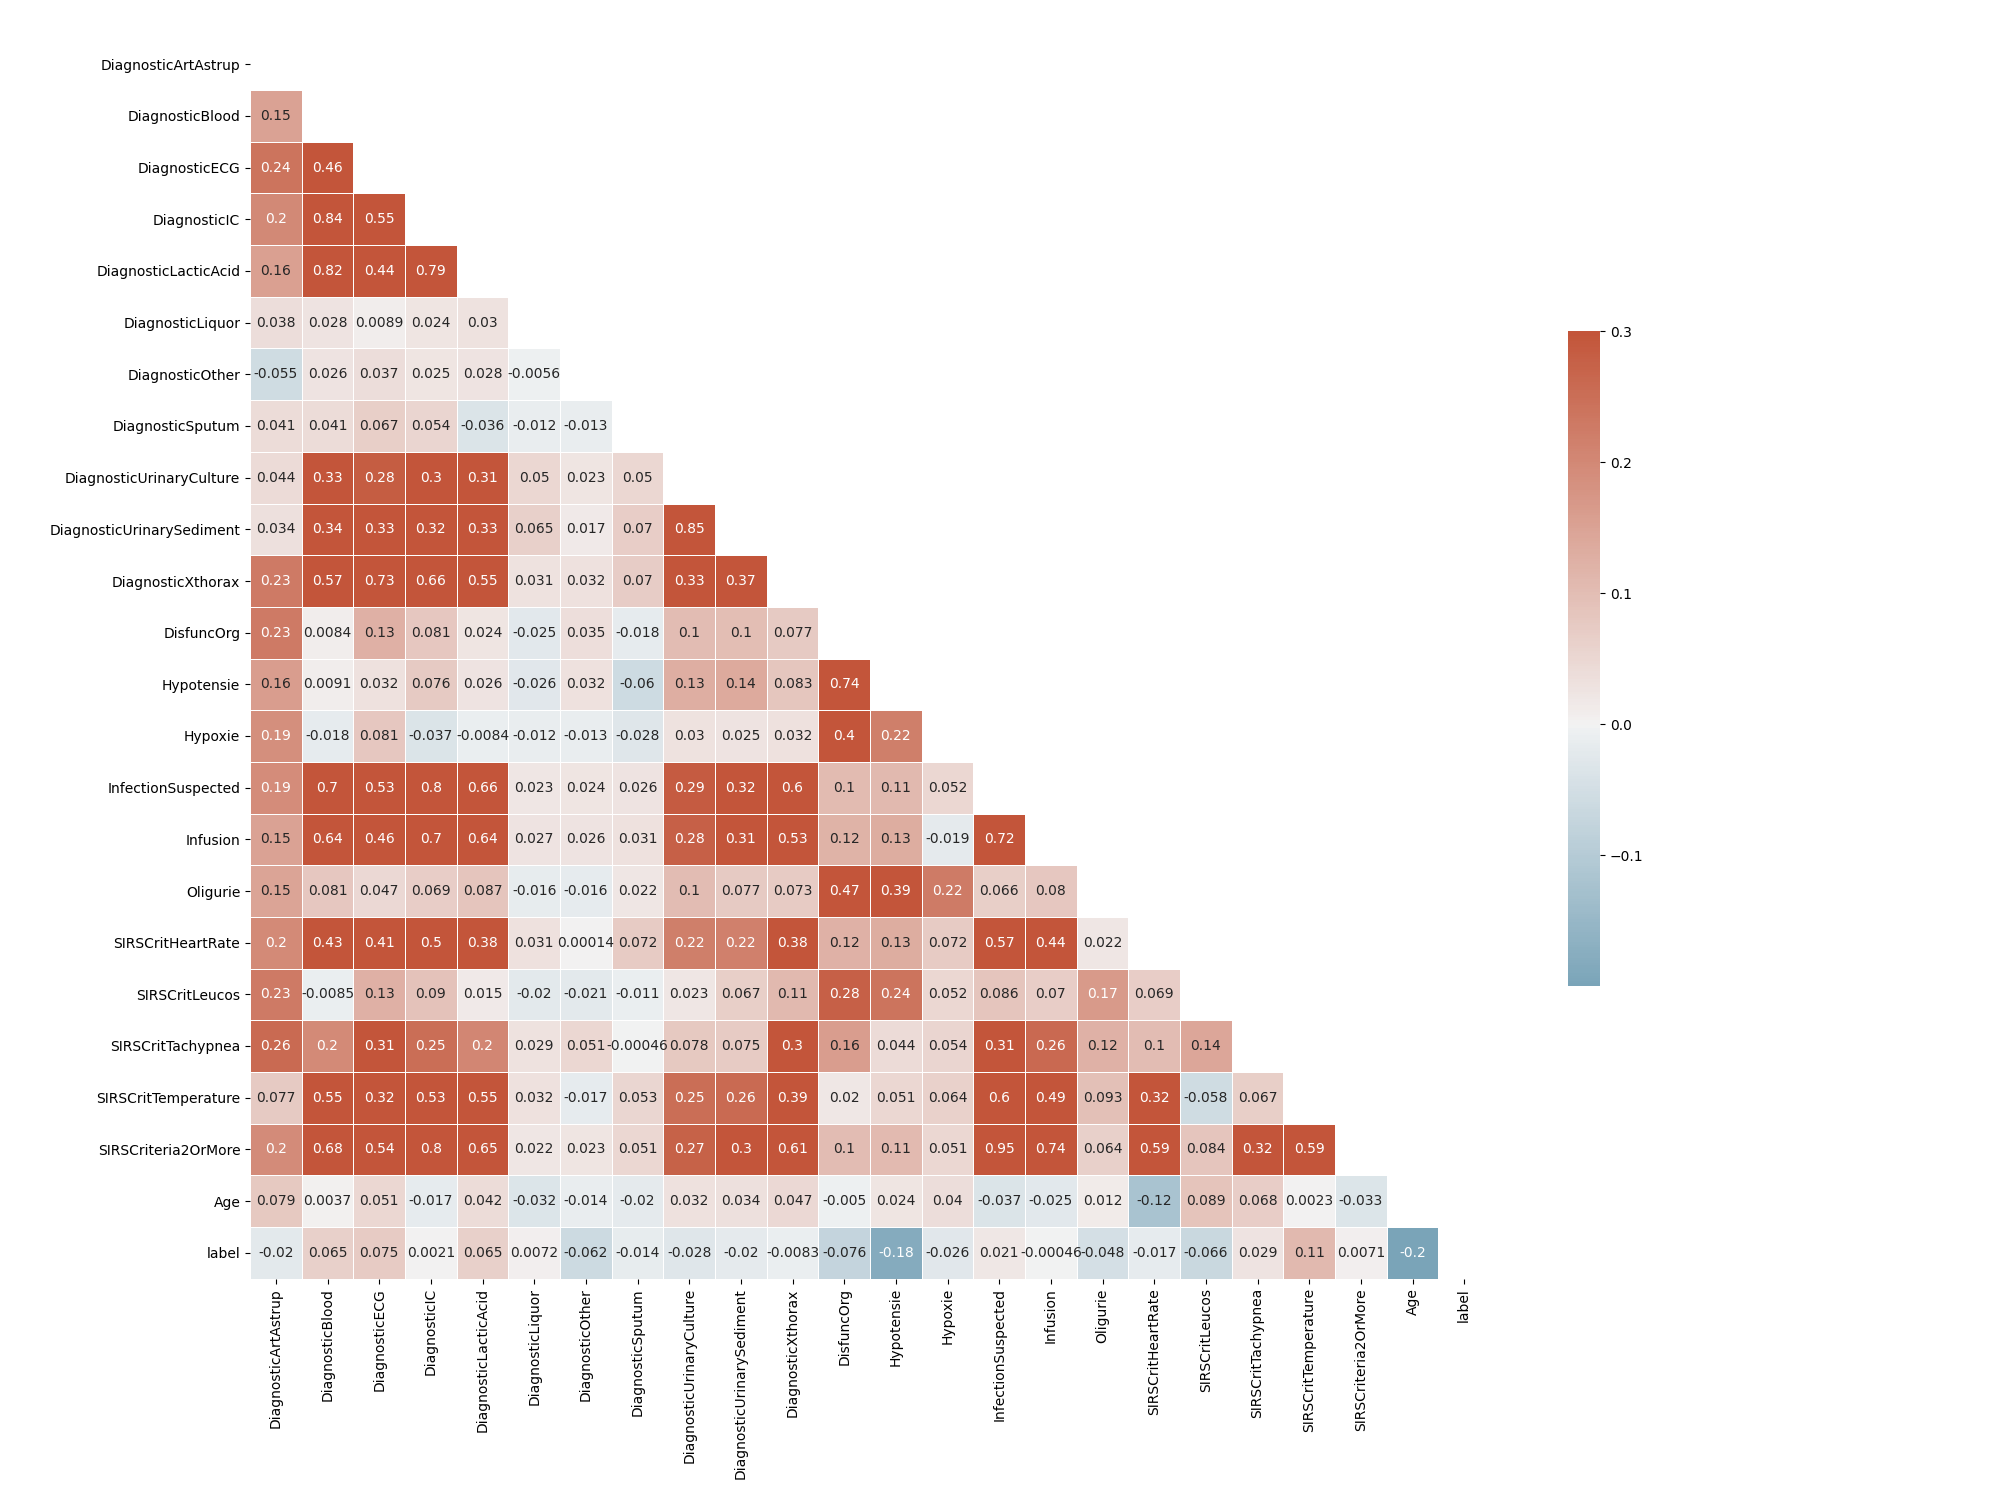 DiagnosticArtAstrup
DiagnosticBlood 0.15
DiagnosticECG 0.24 0.46
DiagnosticIC 0.2 0.84 0.55
DiagnosticLacticAcid 0.16 0.82 0.44 0.79
DiagnosticLiquor 0.038 0.028 0.0089 0.024 0.03
0.3
DiagnosticOther -0.055 0.026 0.037 0.025 0.028 -0.0056
DiagnosticSputum 0.041 0.041 0.067 0.054 -0.036 -0.012 -0.013
0.2
DiagnosticUrinaryCulture 0.044 0.33 0.28 0.3 0.31 0.05 0.023 0.05
DiagnosticUrinarySediment 0.034 0.34 0.33 0.32 0.33 0.065 0.017 0.07 0.85
DiagnosticXthorax 0.23 0.57 0.73 0.66 0.55 0.031 0.032 0.07 0.33 0.37
0.1
DisfuncOrg 0.23 0.0084 0.13 0.081 0.024 -0.025 0.035 -0.018 0.1 0.1 0.077
Hypotensie 0.16 0.0091 0.032 0.076 0.026 -0.026 0.032 -0.06 0.13 0.14 0.083 0.74
0.0
Hypoxie 0.19 -0.018 0.081 -0.037 -0.0084 -0.012 -0.013 -0.028 0.03 0.025 0.032 0.4 0.22
InfectionSuspected 0.19 0.7 0.53 0.8 0.66 0.023 0.024 0.026 0.29 0.32 0.6 0.1 0.11 0.052
Infusion 0.15 0.64 0.46 0.7 0.64 0.027 0.026 0.031 0.28 0.31 0.53 0.12 0.13 -0.019 0.72
−0.1
Oligurie 0.15 0.081 0.047 0.069 0.087 -0.016 -0.016 0.022 0.1 0.077 0.073 0.47 0.39 0.22 0.066 0.08
SIRSCritHeartRate 0.2 0.43 0.41 0.5 0.38 0.031 0.00014 0.072 0.22 0.22 0.38 0.12 0.13 0.072 0.57 0.44 0.022
SIRSCritLeucos 0.23 -0.0085 0.13 0.09 0.015 -0.02 -0.021 -0.011 0.023 0.067 0.11 0.28 0.24 0.052 0.086 0.07 0.17 0.069
SIRSCritTachypnea 0.26 0.2 0.31 0.25 0.2 0.029 0.051 -0.00046 0.078 0.075 0.3 0.16 0.044 0.054 0.31 0.26 0.12 0.1 0.14
SIRSCritTemperature 0.077 0.55 0.32 0.53 0.55 0.032 -0.017 0.053 0.25 0.26 0.39 0.02 0.051 0.064 0.6 0.49 0.093 0.32 -0.058 0.067
SIRSCriteria2OrMore 0.2 0.68 0.54 0.8 0.65 0.022 0.023 0.051 0.27 0.3 0.61 0.1 0.11 0.051 0.95 0.74 0.064 0.59 0.084 0.32 0.59
Age 0.079 0.0037 0.051 -0.017 0.042 -0.032 -0.014 -0.02 0.032 0.034 0.047 -0.005 0.024 0.04 -0.037 -0.025 0.012 -0.12 0.089 0.068 0.0023 -0.033
label -0.02 0.065 0.075 0.0021 0.065 0.0072 -0.062 -0.014 -0.028 -0.02 -0.0083 -0.076 -0.18 -0.026 0.021 -0.00046 -0.048 -0.017 -0.066 0.029 0.11 0.0071 -0.2
DiagnosticArtAstrup
DiagnosticBlood
DiagnosticECG
DiagnosticIC
DiagnosticLacticAcid
DiagnosticLiquor
DiagnosticOther
DiagnosticSputum
DiagnosticUrinaryCulture
DiagnosticUrinarySediment
DiagnosticXthorax
DisfuncOrg
Hypotensie
Hypoxie
InfectionSuspected
Infusion
Oligurie
SIRSCritHeartRate
SIRSCritLeucos
SIRSCritTachypnea
SIRSCritTemperature
SIRSCriteria2OrMore
Age
label